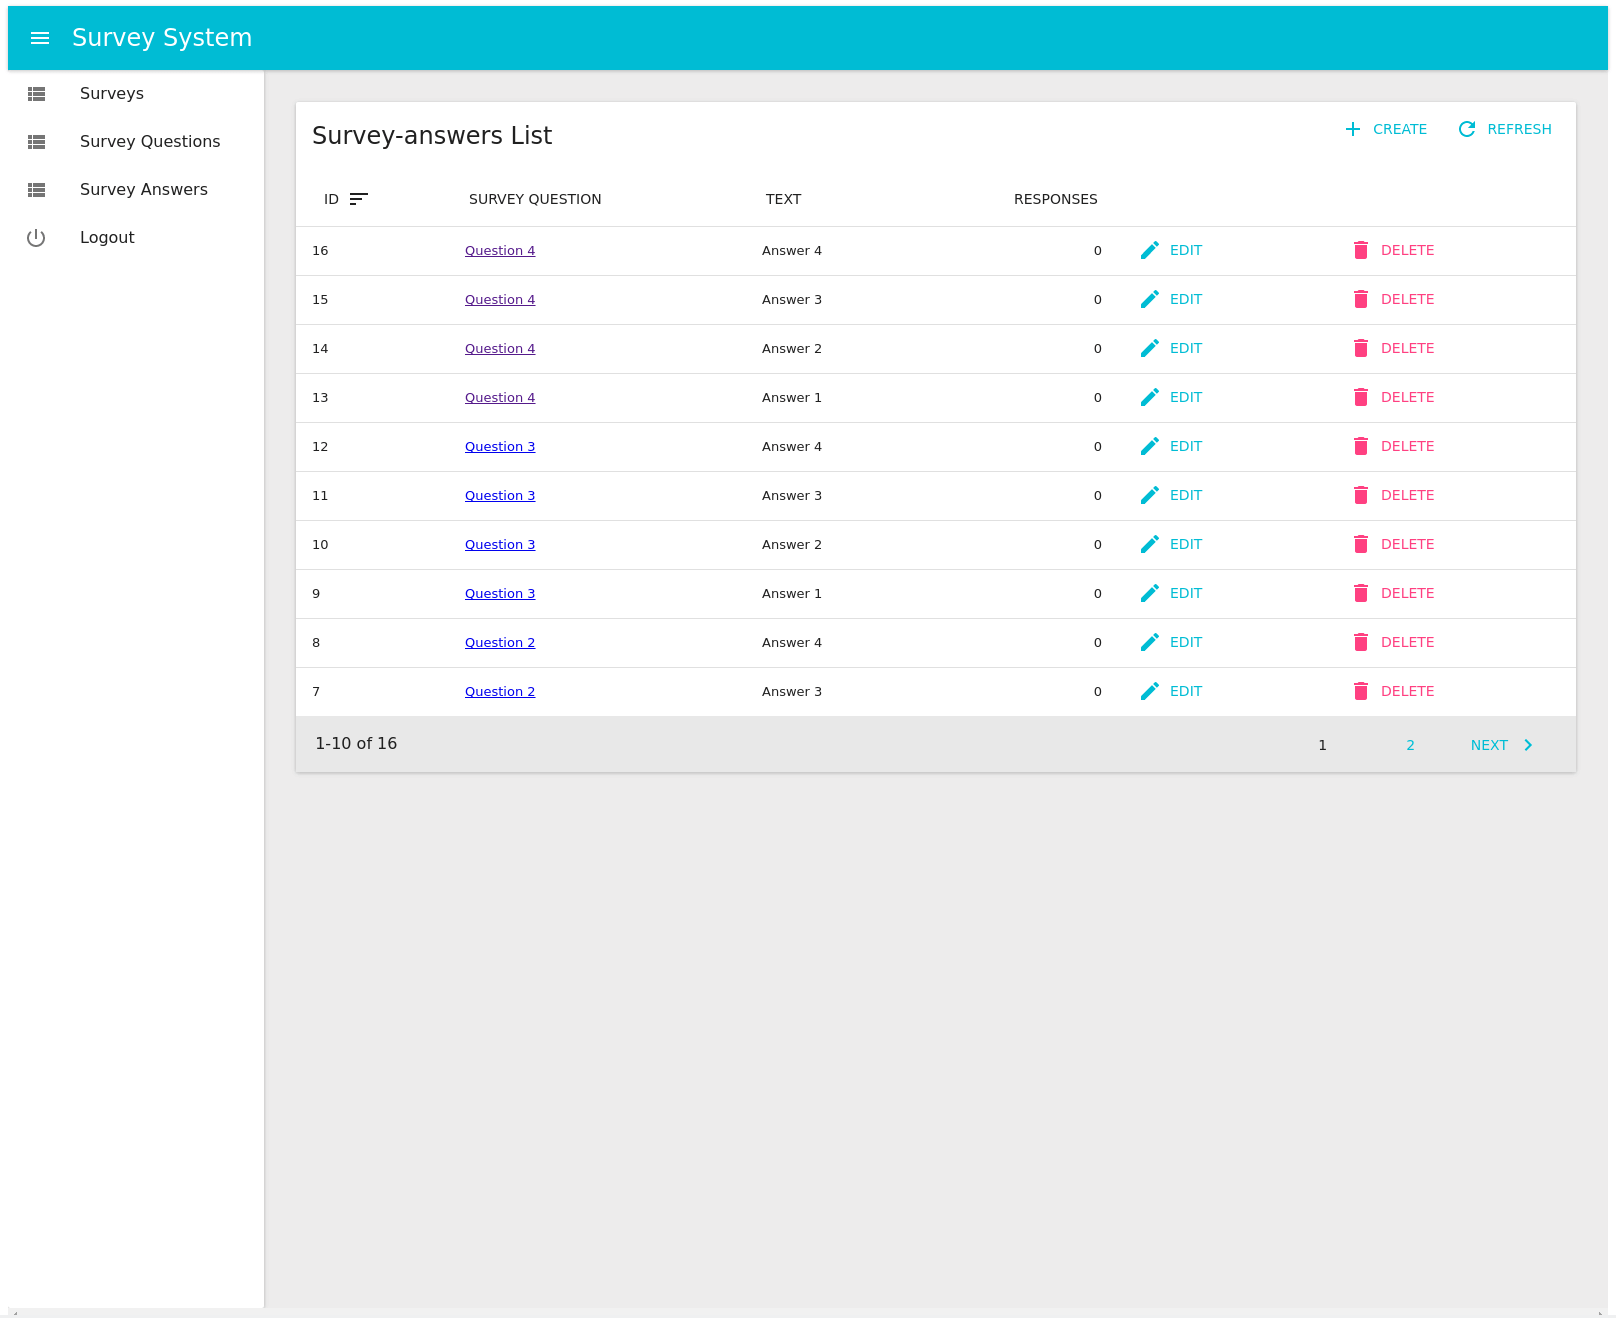 Survey System
Surveys
Survey Questions
Survey Answers
Logout
Survey-answers List
CREATE REFRESH
ID SURVEY QUESTION TEXT RESPONSES
16 Question 4 Answer 4 0 EDIT DELETE
15 Question 4 Answer 3 0 EDIT DELETE
14 Question 4 Answer 2 0 EDIT DELETE
13 Question 4 Answer 1 0 EDIT DELETE
12 Question 3 Answer 4 0 EDIT DELETE
11 Question 3 Answer 3 0 EDIT DELETE
10 Question 3 Answer 2 0 EDIT DELETE
9 Question 3 Answer 1 0 EDIT DELETE
8 Question 2 Answer 4 0 EDIT DELETE
7 Question 2 Answer 3 0 EDIT DELETE
1-10 of 16 1 2 NEXT